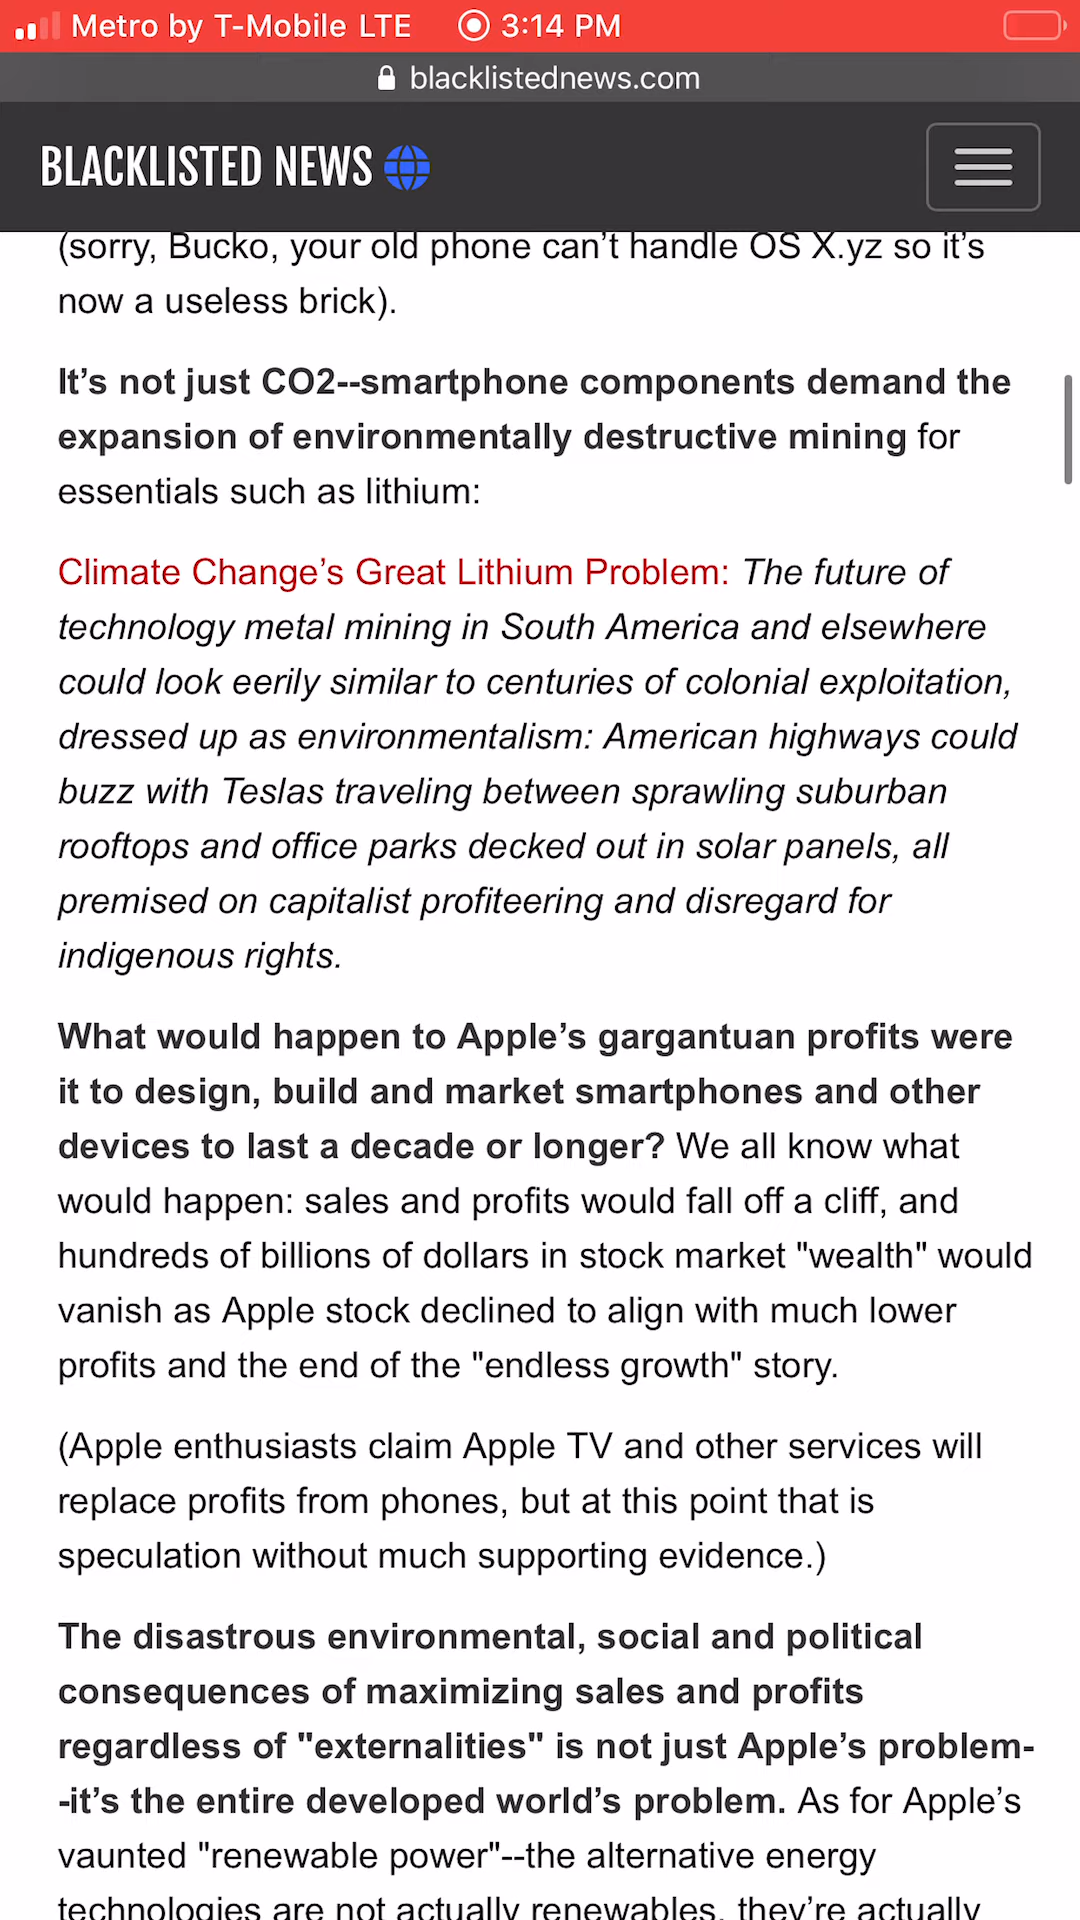 Metro by T-Mobile LTE 3:14 PM
blacklistednews.com
BLACKLISTED NEWS
(sorry, Bucko, your old phone can’t handle OS X.yz so it’s
now a useless brick).
It’s not just CO2--smartphone components demand the
expansion of environmentally destructive mining for
essentials such as lithium:
Climate Change’s Great Lithium Problem: The future of
technology metal mining in South America and elsewhere
could look eerily similar to centuries of colonial exploitation,
dressed up as environmentalism: American highways could
buzz with Teslas traveling between sprawling suburban
rooftops and office parks decked out in solar panels, all
premised on capitalist profiteering and disregard for
indigenous rights.
What would happen to Apple’s gargantuan profits were
it to design, build and market smartphones and other
devices to last a decade or longer? We all know what
would happen: sales and profits would fall off a cliff, and
hundreds of billions of dollars in stock market "wealth" would
vanish as Apple stock declined to align with much lower
profits and the end of the "endless growth" story.
(Apple enthusiasts claim Apple TV and other services will
replace profits from phones, but at this point that is
speculation without much supporting evidence.)
The disastrous environmental, social and political
consequences of maximizing sales and profits
regardless of "externalities" is not just Apple’s problem-
-it’s the entire developed world’s problem. As for Apple’s
vaunted "renewable power"--the alternative energy
technologies are not actually renewables, they’re actually